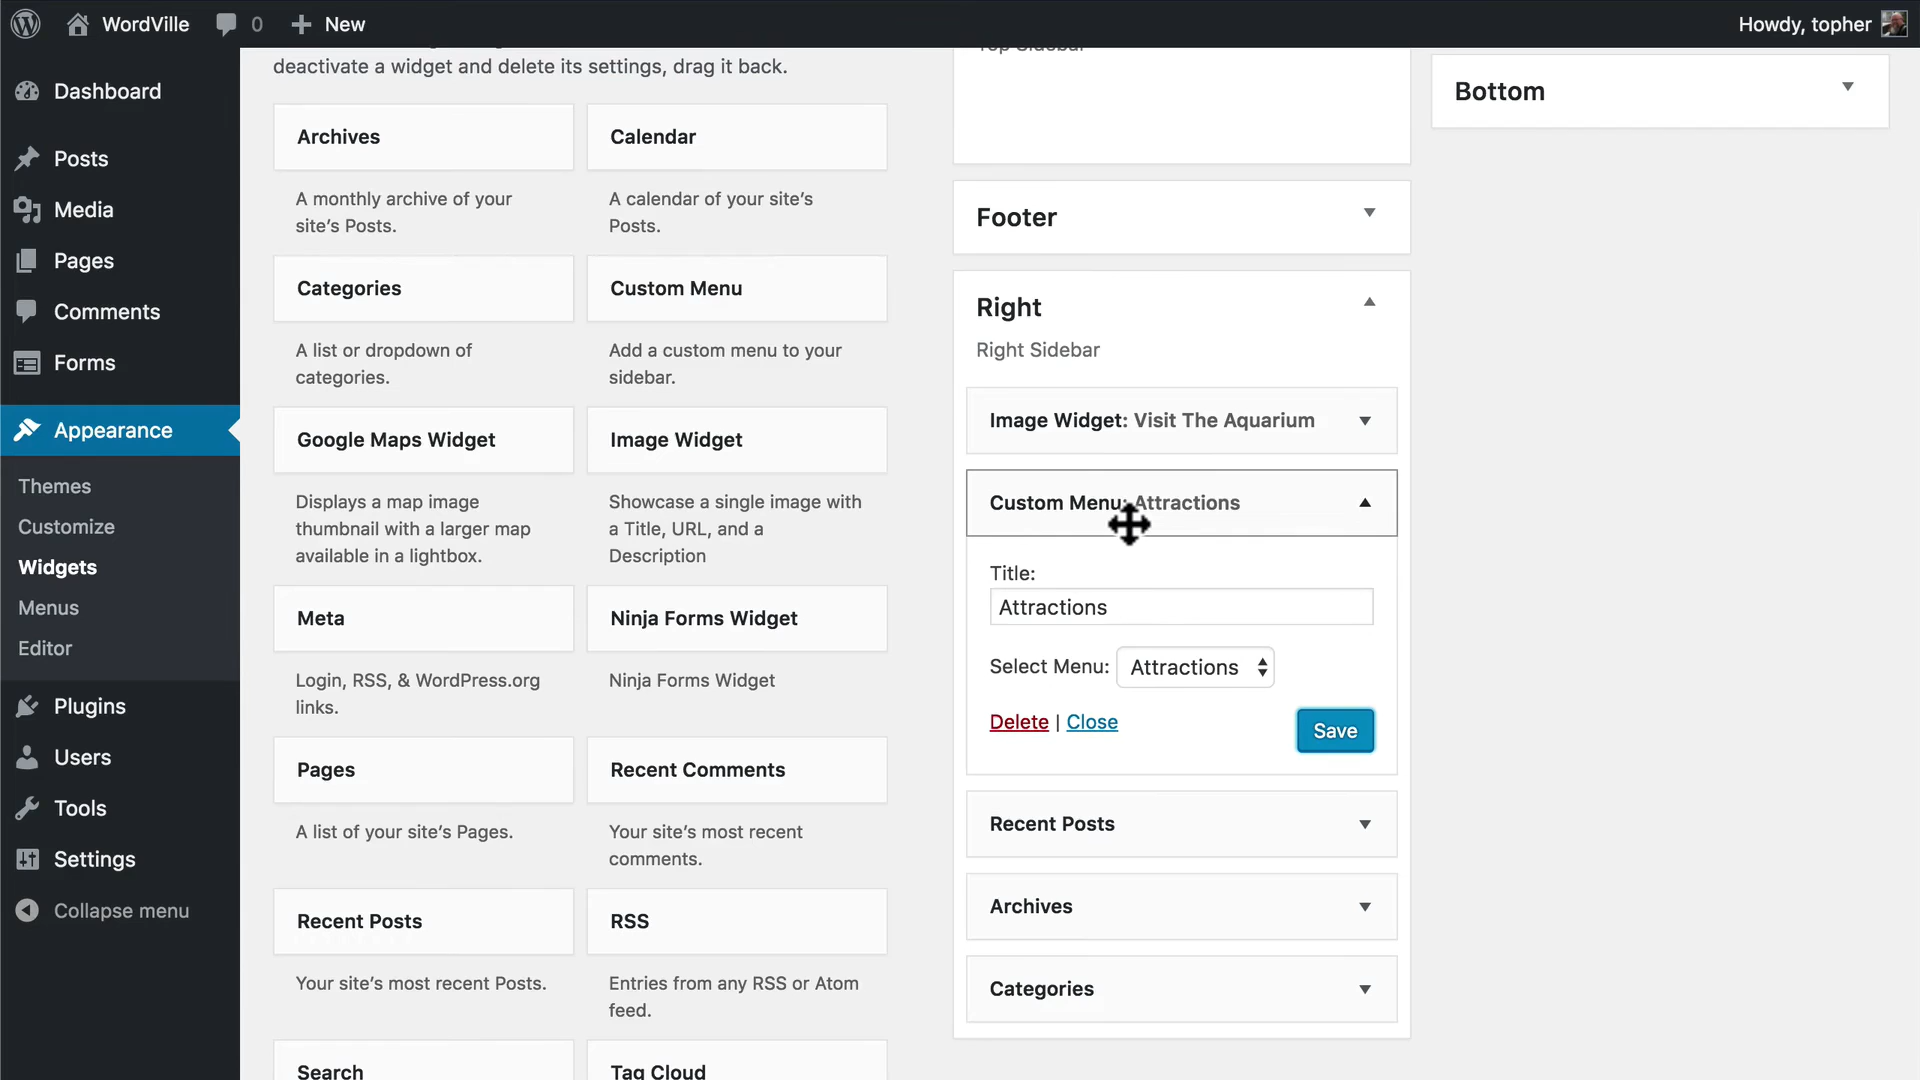 WordVille
0
New
Howdy, topher
Dashboard
Posts
Media
Pages
Comments
Forms
Appearance
Themes
Customize
Widgets
Menus
Editor
Plugins
Users
Tools
Settings
Collapse menu
deactivate a widget and delete its settings, drag it back.
Archives
A monthly archive of your
site’s Posts.
Calendar
A calendar of your site’s
Posts.
Categories
A list or dropdown of
categories.
Custom Menu
Add a custom menu to your
sidebar.
Google Maps Widget
Displays a map image
thumbnail with a larger map
available in a lightbox.
Image Widget
Showcase a single image with
a Title, URL, and a
Description
Meta
Login, RSS, & WordPress.org
links.
Ninja Forms Widget
Ninja Forms Widget
Pages
A list of your site’s Pages.
Recent Comments
Your site’s most recent
comments.
Recent Posts
Your site’s most recent Posts.
RSS
Entries from any RSS or Atom
feed.
Search
Tag Cloud
Top Sidebar
Footer
Right
Right Sidebar
Image Widget: Visit The Aquarium
Custom Menu: Attractions
Title:
Attractions
Select Menu: Attractions
Delete | Close
Save
Recent Posts
Archives
Categories
Bottom